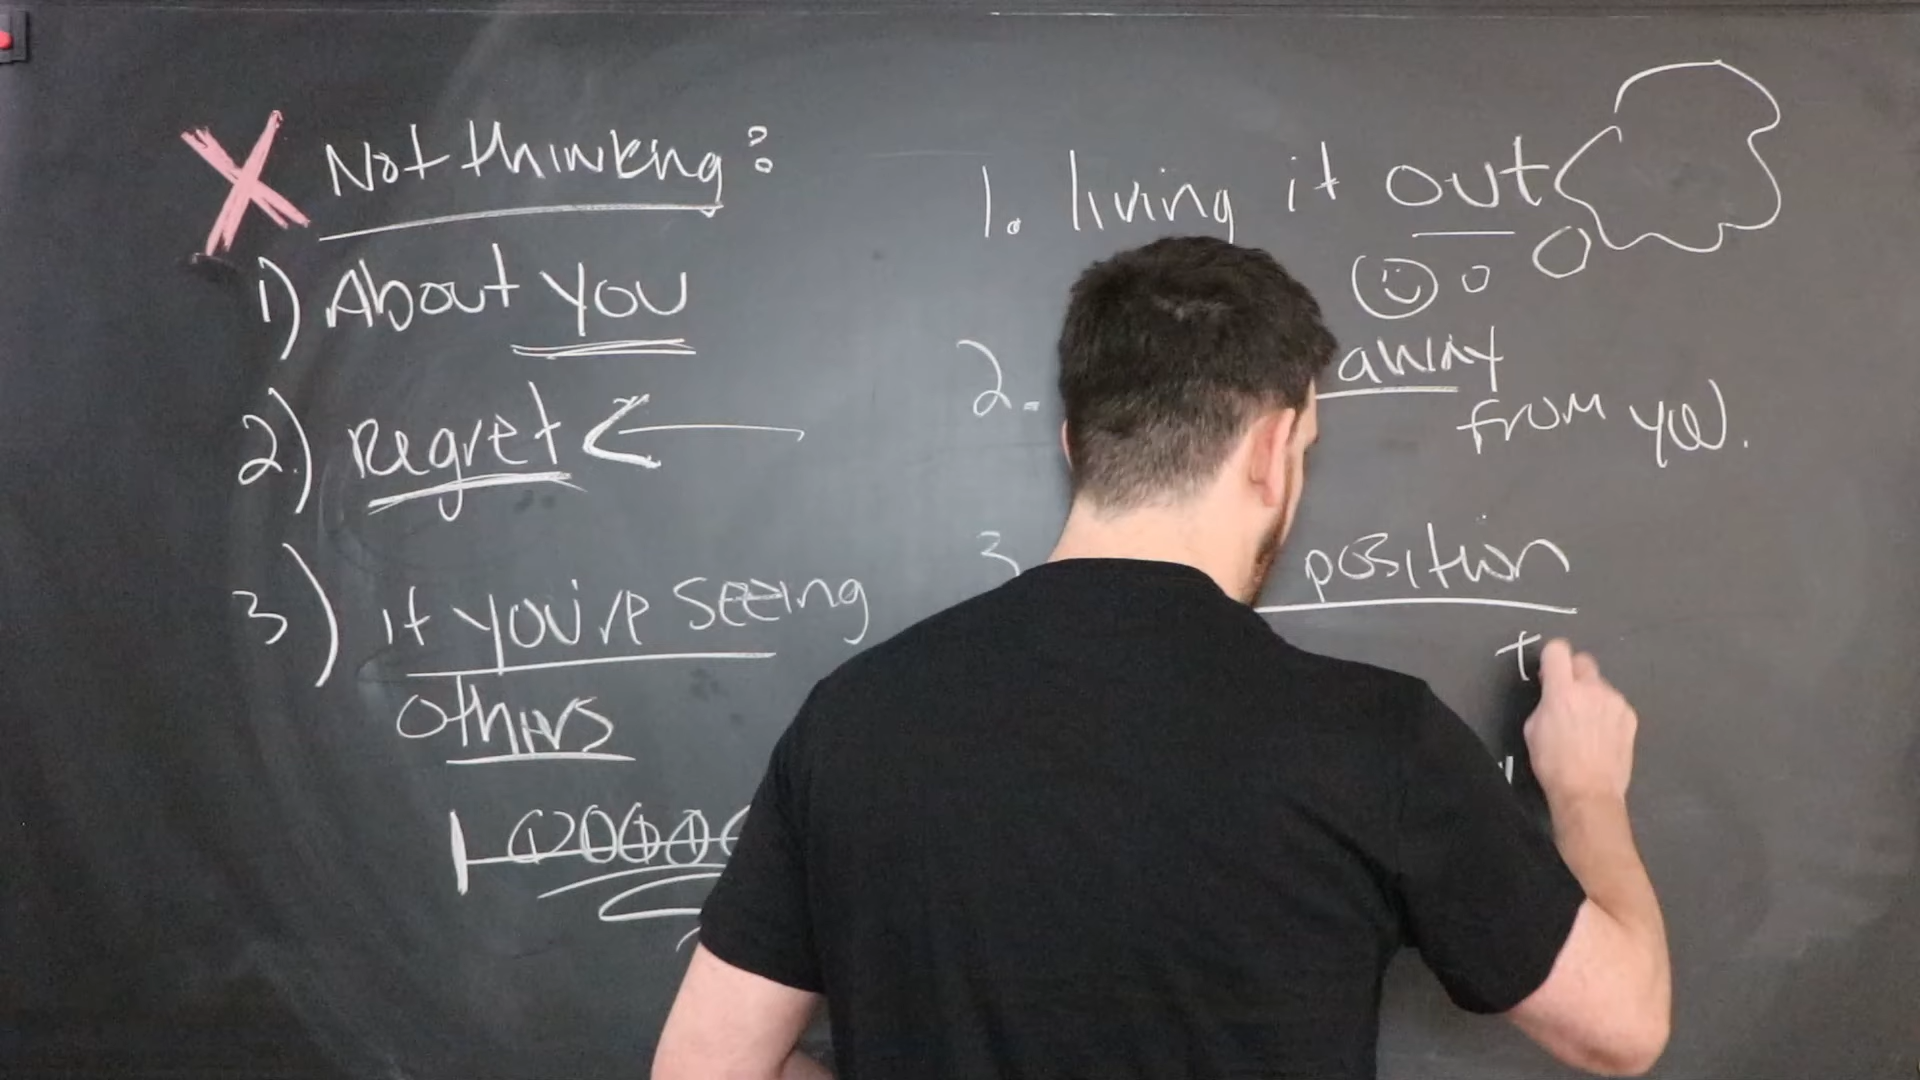 X Not thinking:
1) About you
2) Regret ←
3) if you're seeing
others
1. living it out
2. away
from you.
3 position
t